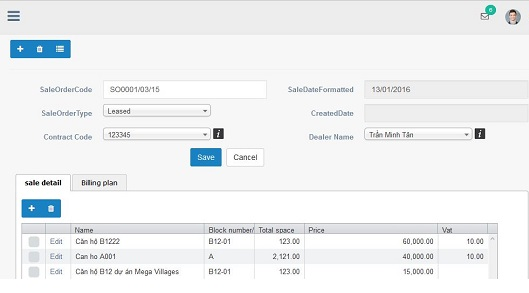 6
SaleOrderCode SO0001/03/15 SaleDateFormatted 13/01/2016
SaleOrderType Leased CreatedDate
Contract Code 123345 i Dealer Name Trần Minh Tân i
Save Cancel
sale detail Billing plan
Name Block number/ Total space Price Vat
Edit Căn hộ B1222 B12-01 123.00 60,000.00 10.00
Edit Can ho A001 A 2,121.00 40,000.00 10.00
Edit Căn hộ B12 dự án Mega Villages B12-01 123.00 15,000.00